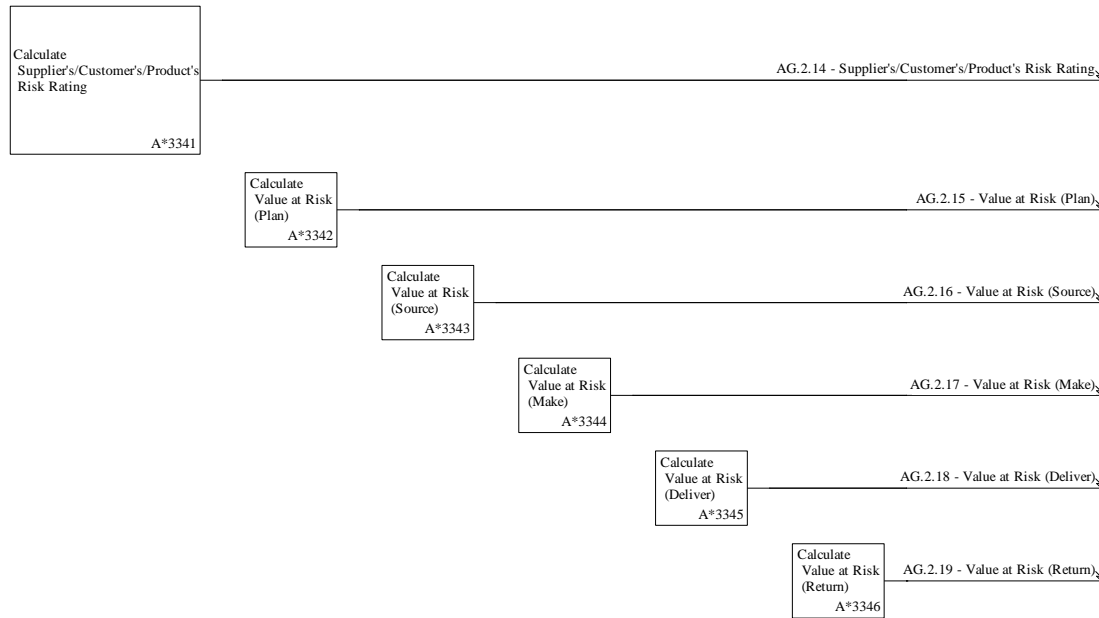 Calculate
Supplier's/Customer's/Product's
Risk Rating
A*3341
AG.2.14 - Supplier's/Customer's/Product's Risk Rating
Calculate
Value at Risk
(Plan)
A*3342
AG.2.15 - Value at Risk (Plan)
Calculate
Value at Risk
(Source)
A*3343
AG.2.16 - Value at Risk (Source)
Calculate
Value at Risk
(Make)
A*3344
AG.2.17 - Value at Risk (Make)
Calculate
Value at Risk
(Deliver)
A*3345
AG.2.18 - Value at Risk (Deliver)
Calculate
Value at Risk
(Return)
A*3346
AG.2.19 - Value at Risk (Return)